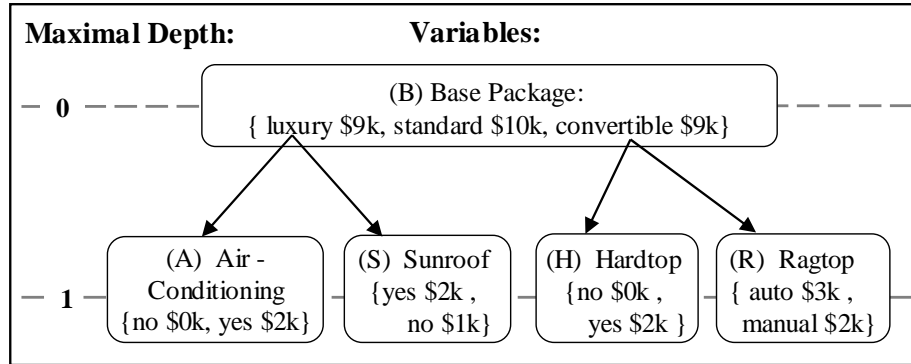 Maximal Depth: Variables:
0
(B) Base Package:
{ luxury $9k, standard $10k, convertible $9k}
(A) Air -
Conditioning
{no $0k, yes $2k}
(S) Sunroof
{yes $2k ,
no $1k}
(H) Hardtop
{no $0k ,
yes $2k }
(R) Ragtop
{ auto $3k ,
manual $2k}
1